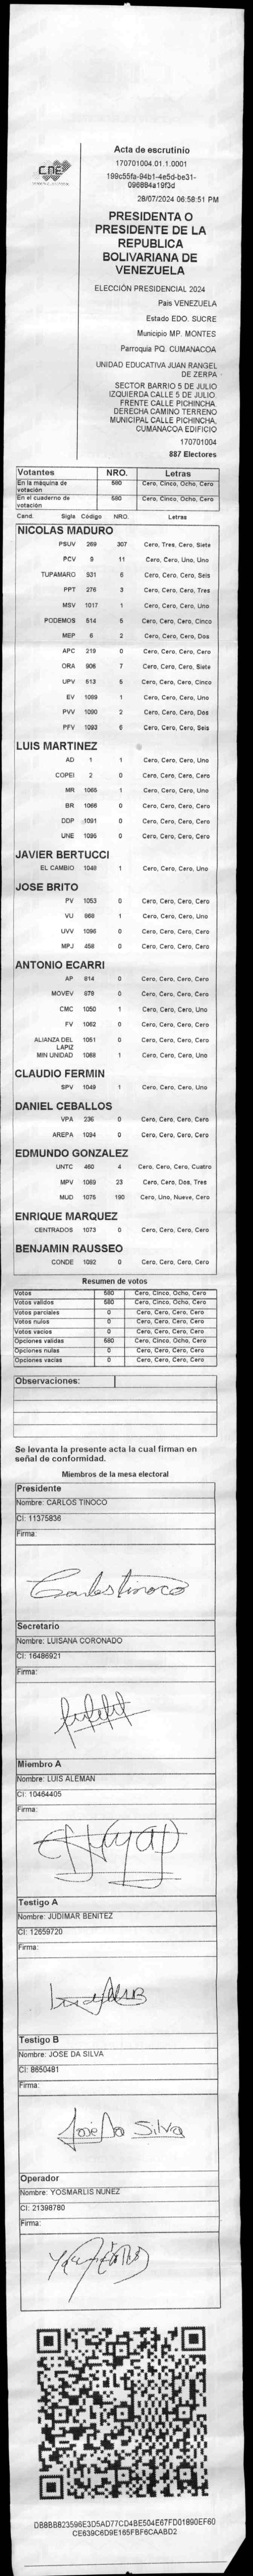 CNE
Acta de escrutinio
170701004.01.1.0001
28/07/2024 06:58:51 PM
PRESIDENTA O
PRESIDENTE DE LA
REPUBLICA
BOLIVARIANA DE
VENEZUELA
ELECCIÓN PRESIDENCIAL 2024
País VENEZUELA
Estado EDO. SUCRE
Municipio MP. MONTES
Parroquia PQ. CUMANACOA
UNIDAD EDUCATIVA JUAN RANGEL
DE ZERPA
SECTOR BARRIO 5 DE JULIO
IZQUIERDA CALLE 5 DE JULIO.
FRENTE CALLE PICHINCHA.
DERECHA CAMINO TERRENO
MUNICIPAL CALLE PICHINCHA,
CUMANACOA EDIFICIO
170701004
887 Electores
Votantes NRO. Letras
En la máquina de votación 580 Cero, Cinco, Ocho, Cero
En el cuaderno de votación 580 Cero, Cinco, Ocho, Cero
Cand. Sigla Código NRO. Letras
NICOLAS MADURO
PSUV 269 307 Cero, Tres, Cero, Siete
PCV 9 11 Cero, Cero, Uno, Uno
TUPAMARO 931 6 Cero, Cero, Cero, Seis
PPT 276 3 Cero, Cero, Cero, Tres
MSV 1017 1 Cero, Cero, Cero, Uno
PODEMOS 514 5 Cero, Cero, Cero, Cinco
MEP 6 2 Cero, Cero, Cero, Dos
APC 219 0 Cero, Cero, Cero, Cero
ORA 906 7 Cero, Cero, Cero, Siete
UPV 513 5 Cero, Cero, Cero, Cinco
EV 1089 1 Cero, Cero, Cero, Uno
PVV 1090 2 Cero, Cero, Cero, Dos
PFV 1093 6 Cero, Cero, Cero, Seis
LUIS MARTINEZ
AD 1 1 Cero, Cero, Cero, Uno
COPEI 2 0 Cero, Cero, Cero, Cero
MR 1065 1 Cero, Cero, Cero, Uno
BR 1066 0 Cero, Cero, Cero, Cero
DDP 1091 0 Cero, Cero, Cero, Cero
UNE 1095 0 Cero, Cero, Cero, Cero
JAVIER BERTUCCI
EL CAMBIO 1048 1 Cero, Cero, Cero, Uno
JOSE BRITO
PV 1053 0 Cero, Cero, Cero, Cero
VU 868 1 Cero, Cero, Cero, Uno
UVV 1096 0 Cero, Cero, Cero, Cero
MPJ 458 0 Cero, Cero, Cero, Cero
ANTONIO ECARRI
AP 814 0 Cero, Cero, Cero, Cero
MOVEV 679 0 Cero, Cero, Cero, Cero
CMC 1050 1 Cero, Cero, Cero, Uno
FV 1062 0 Cero, Cero, Cero, Cero
ALIANZA DEL 1051 0 Cero, Cero, Cero, Cero
LAPIZ
MIN UNIDAD 1068 1 Cero, Cero, Cero, Uno
CLAUDIO FERMIN
SPV 1049 1 Cero, Cero, Cero, Uno
DANIEL CEBALLOS
VPA 236 0 Cero, Cero, Cero, Cero
AREPA 1094 0 Cero, Cero, Cero, Cero
EDMUNDO GONZALEZ
UNTC 460 4 Cero, Cero, Cero, Cuatro
MPV 1069 23 Cero, Cero, Dos, Tres
MUD 1075 190 Cero, Uno, Nueve, Cero
ENRIQUE MARQUEZ
CENTRADOS 1073 0 Cero, Cero, Cero, Cero
BENJAMIN RAUSSEO
CONDE 1092 0 Cero, Cero, Cero, Cero
Resumen de votos
Votos 580 Cero, Cinco, Ocho, Cero
Votos validos 580 Cero, Cinco, Ocho, Cero
Votos parciales 0 Cero, Cero, Cero, Cero
Votos nulos 0 Cero, Cero, Cero, Cero
Votos vacios 0 Cero, Cero, Cero, Cero
Opciones validas 580 Cero, Cinco, Ocho, Cero
Opciones nulas 0 Cero, Cero, Cero, Cero
Opciones vacias 0 Cero, Cero, Cero, Cero
Observaciones:
Se levanta la presente acta la cual firman en
señal de conformidad.
Miembros de la mesa electoral
Presidente
Nombre: CARLOS TINOCO
CI: 11375836
Firma:
Carlos tinoco
Secretario
Nombre: LUISANA CORONADO
CI: 16486921
Firma:
Miembro A
Nombre: LUIS ALEMAN
CI: 10464405
Firma:
Testigo A
Nombre: JUDIMAR BENITEZ
CI: 12659720
Firma:
Testigo B
Nombre: JOSE DA SILVA
CI: 8650481
Firma:
José Da Silva
Operador
Nombre: YOSMARLIS NUÑEZ
CI: 21398780
Firma: